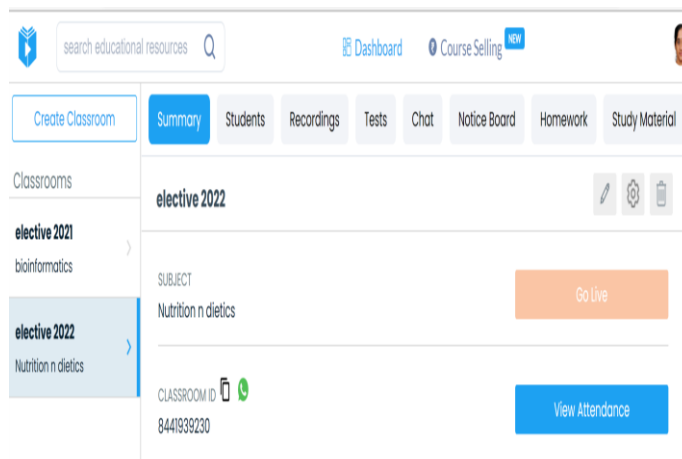 search educational resources
Dashboard
Course Selling NEW
Create Classroom
Summary Students Recordings Tests Chat Notice Board Homework Study Material
Classrooms
elective 2022
elective 2021
bioinformatics
SUBJECT
Nutrition n dietics
Go Live
elective 2022
Nutrition n dietics
CLASSROOM ID
8441939230
View Attendance